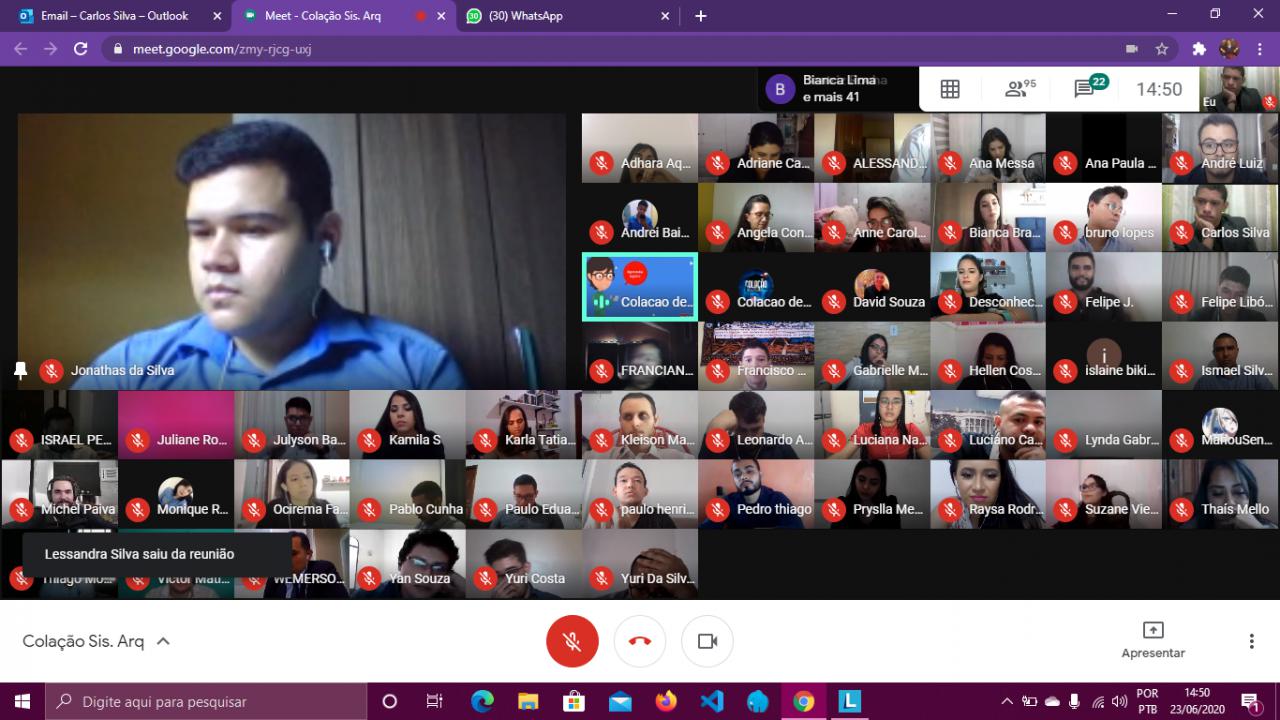 Email – Carlos Silva – Outlook
Meet - Colação Sis. Arq
(30) WhatsApp
meet.google.com/zmy-rjcg-uxj
B
Bianca Lima
e mais 41
95
22
14:50
Eu
Jonathas da Silva
Adhara Aq...
Adriane Ca...
ALESSAND...
Ana Messa
Ana Paula ...
André Luiz
Andrei Bai...
Angela Con...
Anne Carol...
Bianca Bra...
bruno lopes
Carlos Silva
Colacao de...
Colacao de...
David Souza
Desconhec...
Felipe J.
Felipe Libó...
FRANCIAN...
Francisco ...
Gabrielle M...
Hellen Cos...
i
islaine biki...
Ismael Silv...
ISRAEL PE...
Juliane Ro...
Julyson Ba...
Kamila S
Karla Tatia...
Kleison Ma...
Leonardo A...
Luciana Na...
Luciano Ca...
Lynda Gabr...
MahouSen...
Michel Paiva
Monique R...
Ocirema Fa...
Pablo Cunha
Paulo Edua...
paulo henri...
Pedro thiago
Pryslla Me...
Raysa Rodr...
Suzane Vie...
Thaís Mello
Lessandra Silva saiu da reunião
Thiago Mo...
Victor Mati...
WEMERSO...
Yan Souza
Yuri Costa
Yuri Da Silv...
Colação Sis. Arq
Apresentar
Digite aqui para pesquisar
L
POR
PTB
14:50
23/06/2020
1